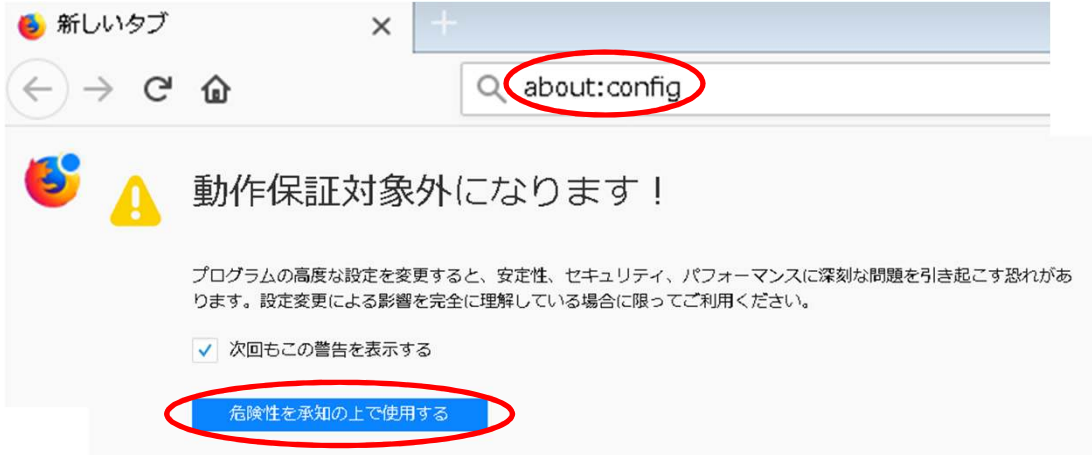 新しいタブ
about:config
動作保証対象外になります！
プログラムの高度な設定を変更すると、安定性、セキュリティ、パフォーマンスに深刻な問題を引き起こす恐れがあ
ります。設定変更による影響を完全に理解している場合に限ってご利用ください。
次回もこの警告を表示する
危険性を承知の上で使用する